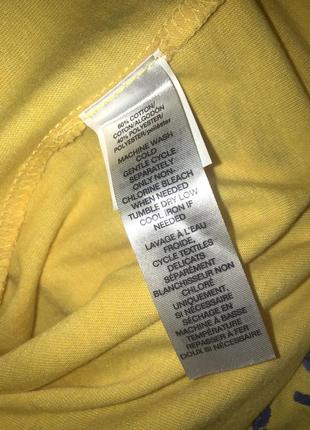 60% COTTON/
COTON/ALGODÓN
40% POLYESTER/
POLYESTER/poliéster
MACHINE WASH
COLD
GENTLE CYCLE
SEPARATELY
ONLY NON-
CHLORINE BLEACH
WHEN NEEDED
TUMBLE DRY LOW
COOL IRON IF
NEEDED
LAVAGE À L'EAU
FROIDE,
CYCLE TEXTILES
DELICATS
SÉPARÉMENT
BLANCHISSEUR NON
CHLORÉ
UNIQUEMENT,
SI NÉCESSAIRE
SÉCHAGE EN
MACHINE À BASSE
TEMPÉRATURE
REPASSER FER
DOUX SI NÉCESSAIRE